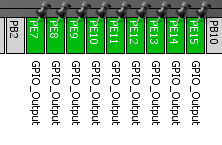 PB2
PE7
PE8
PE9
PE10
PE11
PE12
PE13
PE14
PE15
PB10
GPIO_Output
GPIO_Output
GPIO_Output
GPIO_Output
GPIO_Output
GPIO_Output
GPIO_Output
GPIO_Output
GPIO_Output